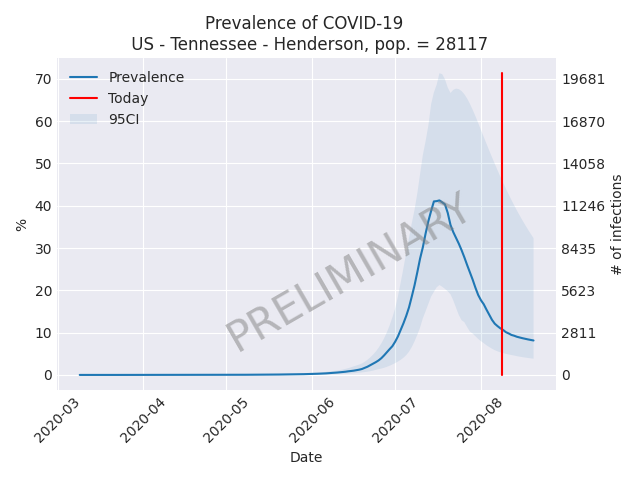 Prevalence of COVID-19
US - Tennessee - Henderson, pop. = 28117
Prevalence
Today
95CI
70
60
50
40
30
20
10
0
%
19681
16870
14058
11246
8435
5623
2811
0
# of infections
PRELIMINARY
2020-03
2020-04
2020-05
2020-06
2020-07
2020-08
Date